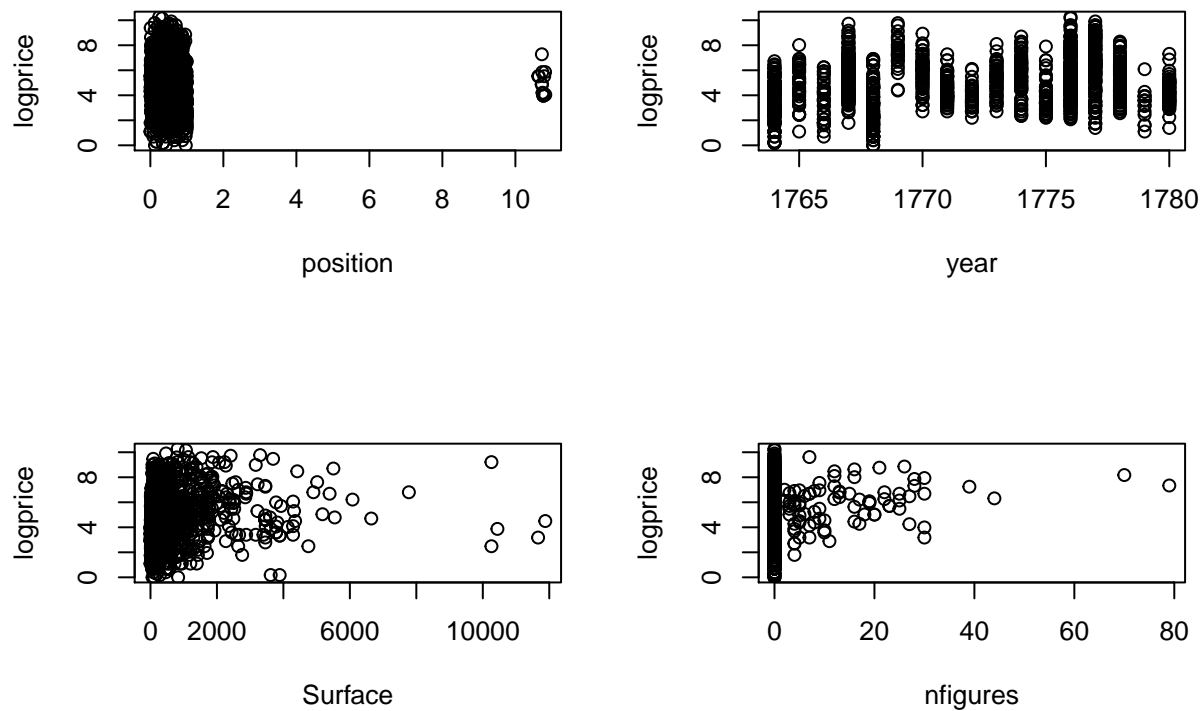 logprice
0 4 8
0 2 4 6 8 10
position
logprice
0 4 8
1765 1770 1775 1780
year
logprice
0 4 8
0 2000 6000 10000
Surface
logprice
0 4 8
0 20 40 60 80
nfigures